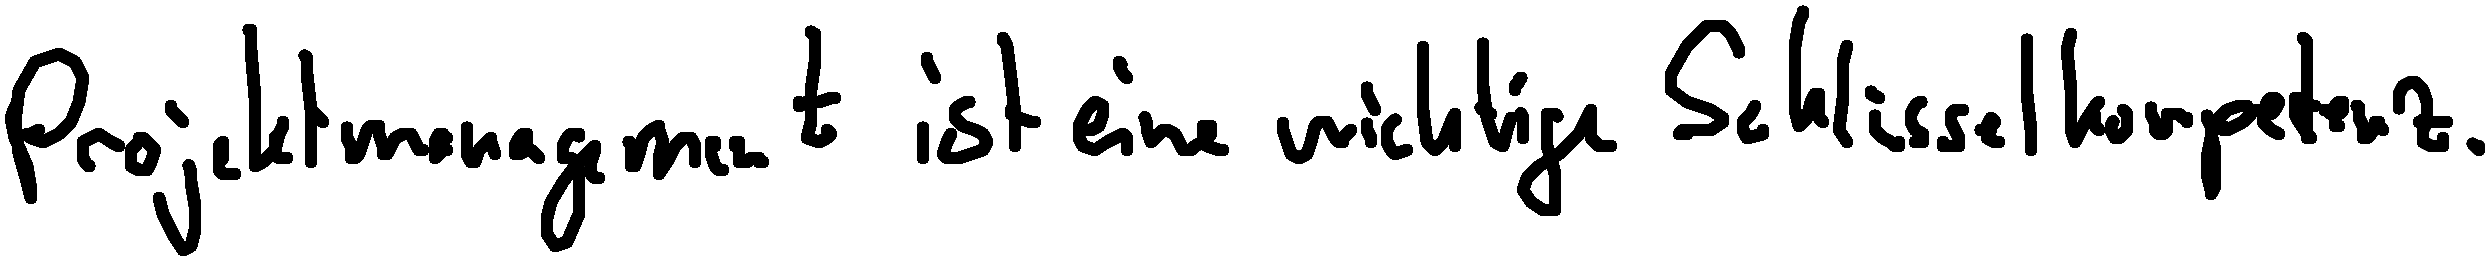 Projektmanagement ist eine wichtige Schlüsselkompetenz.